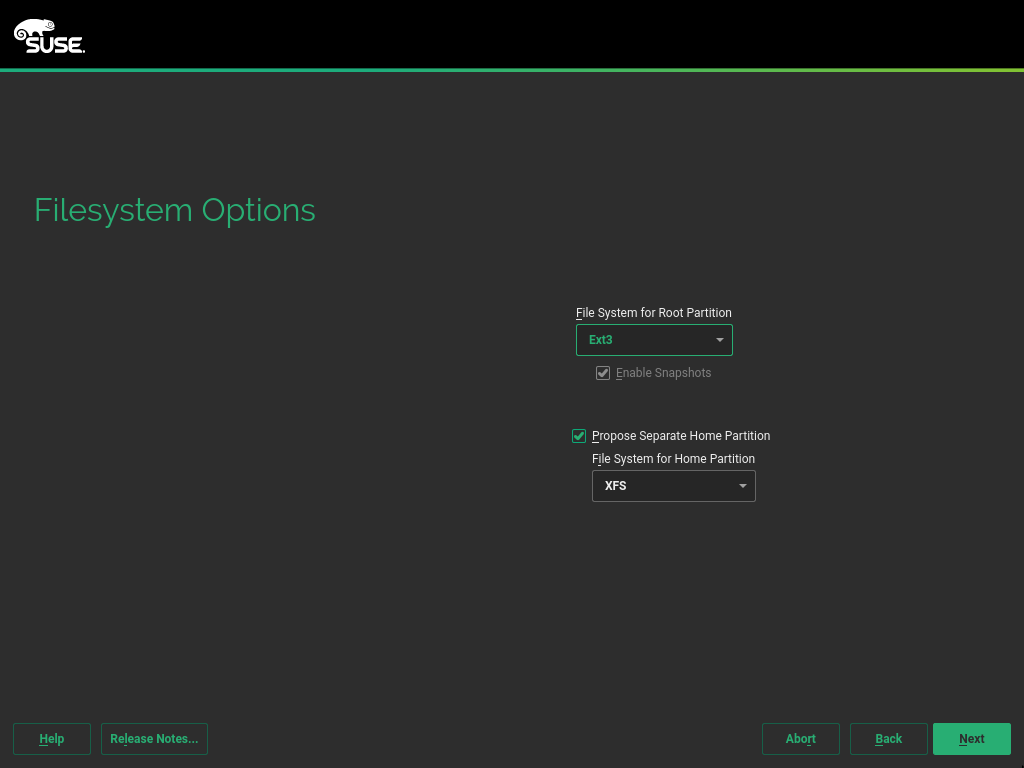 SUSE.
Filesystem Options
File System for Root Partition
Ext3
Enable Snapshots
Propose Separate Home Partition
File System for Home Partition
XFS
Help
Release Notes...
Abort
Back
Next